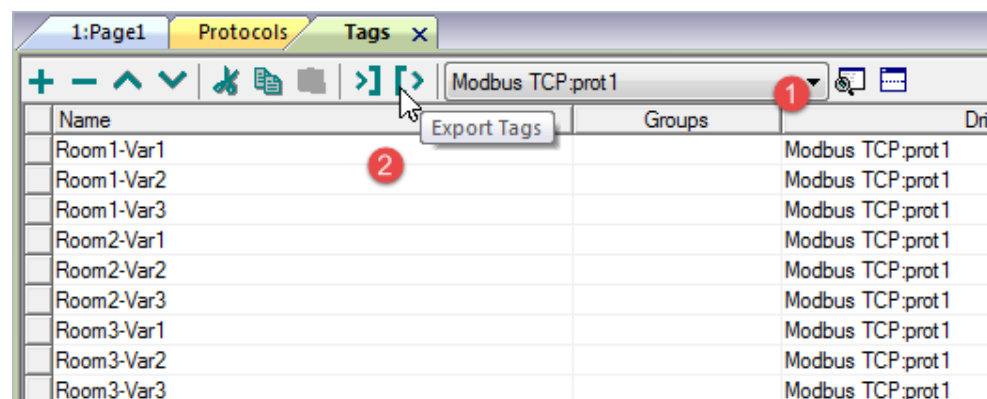 1:Page1 Protocols Tags x
Modbus TCP:prot1 1
Name Groups Dri
Export Tags
2
Room1-Var1 Modbus TCP:prot1
Room1-Var2 Modbus TCP:prot1
Room1-Var3 Modbus TCP:prot1
Room2-Var1 Modbus TCP:prot1
Room2-Var2 Modbus TCP:prot1
Room2-Var3 Modbus TCP:prot1
Room3-Var1 Modbus TCP:prot1
Room3-Var2 Modbus TCP:prot1
Room3-Var3 Modbus TCP:prot1